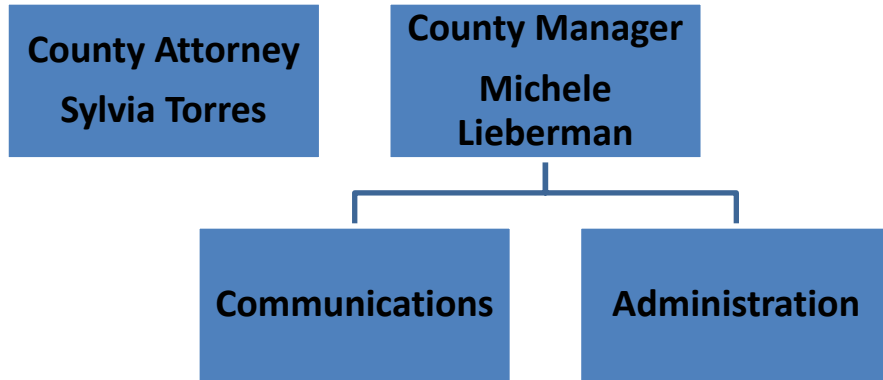 County Attorney
Sylvia Torres
County Manager
Michele
Lieberman
Communications
Administration